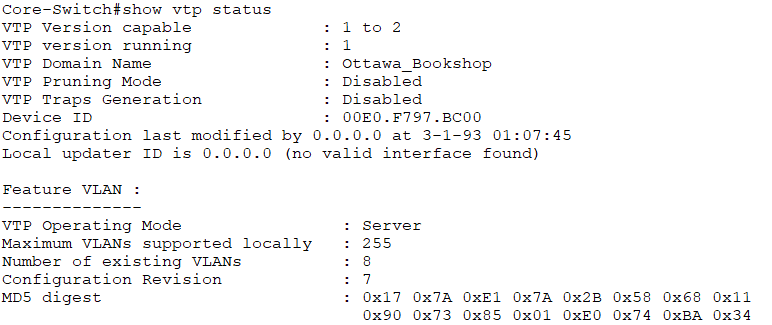 Core-Switch#show vtp status
VTP Version capable             : 1 to 2
VTP version running             : 1
VTP Domain Name                 : Ottawa_Bookshop
VTP Pruning Mode                : Disabled
VTP Traps Generation            : Disabled
Device ID                       : 00E0.F797.BC00
Configuration last modified by 0.0.0.0 at 3-1-93 01:07:45
Local updater ID is 0.0.0.0 (no valid interface found)

Feature VLAN :
--------------
VTP Operating Mode                : Server
Maximum VLANs supported locally   : 255
Number of existing VLANs          : 8
Configuration Revision            : 7
MD5 digest                        : 0x17 0x7A 0xE1 0x7A 0x2B 0x58 0x68 0x11
                                    0x90 0x73 0x85 0x01 0xE0 0x74 0xBA 0x34